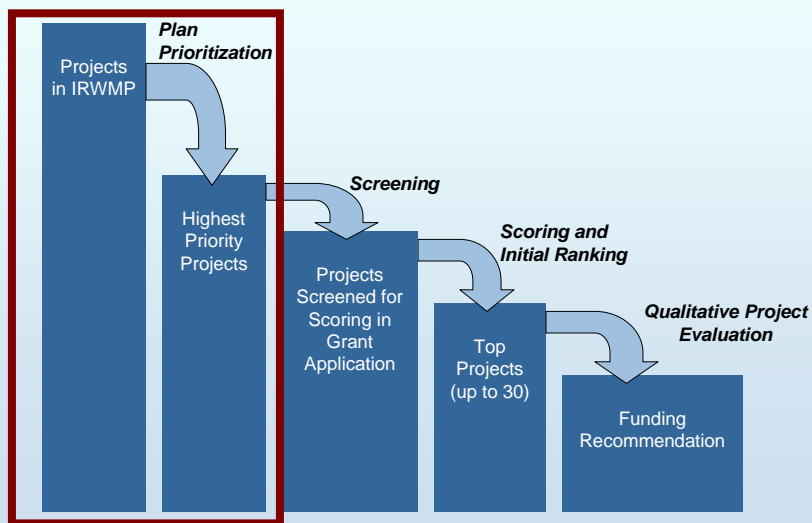 Plan
Prioritization
Projects
in IRWMP
Screening
Highest
Priority
Projects
Scoring and
Initial Ranking
Projects
Screened for
Scoring in
Grant
Application
Qualitative Project
Evaluation
Top
Projects
(up to 30)
Funding
Recommendation